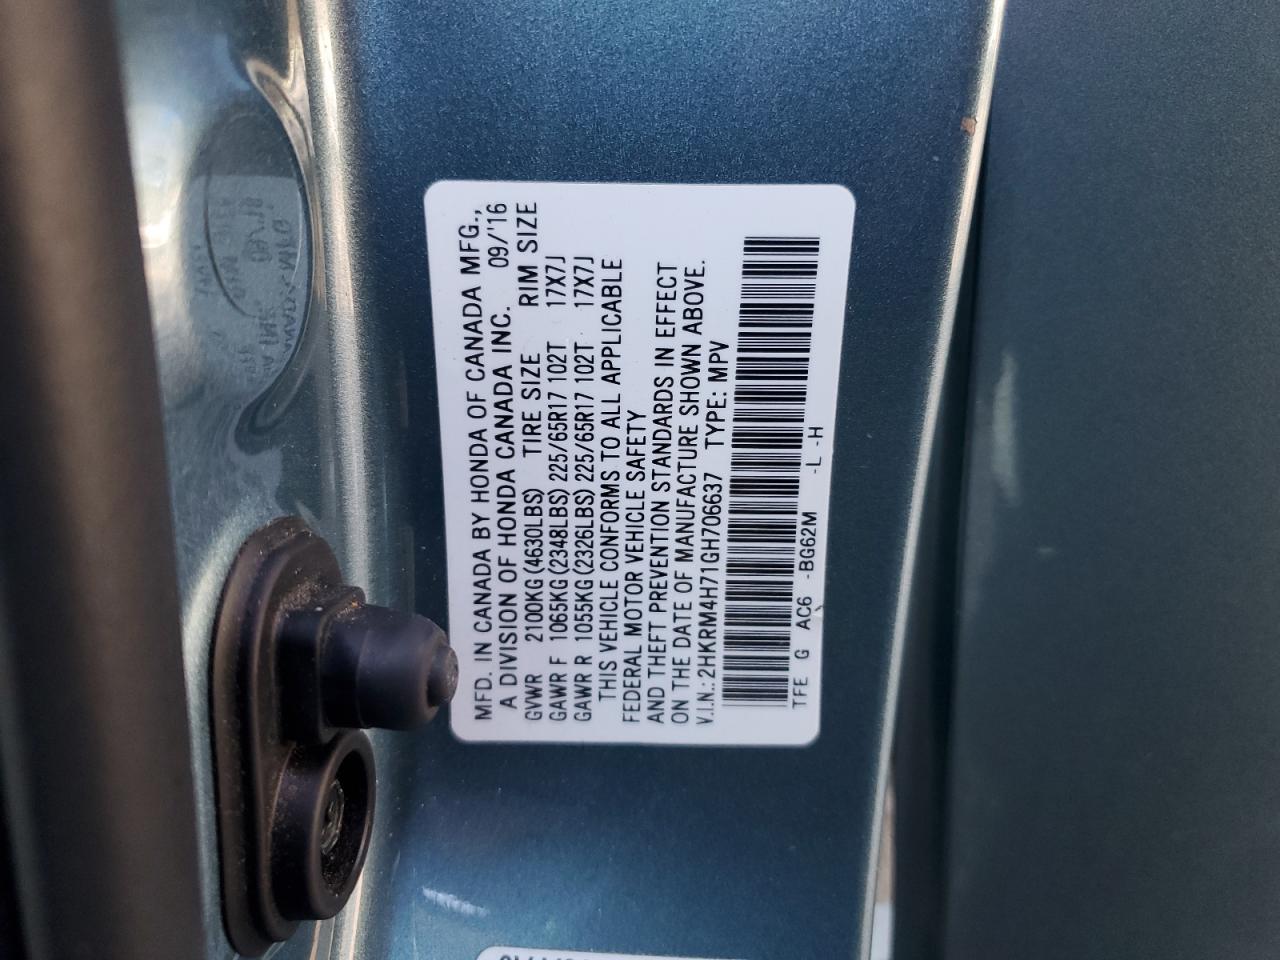 MFD. IN CANADA BY HONDA OF CANADA MFG.,
A DIVISION OF HONDA CANADA INC. 09/'16
GVWR 2100KG (4630LBS) TIRE SIZE RIM SIZE
GAWR F 1065KG (2348LBS) 225/65R17 102T 17X7J
GAWR R 1055KG (2326LBS) 225/65R17 102T 17X7J
THIS VEHICLE CONFORMS TO ALL APPLICABLE
FEDERAL MOTOR VEHICLE SAFETY
AND THEFT PREVENTION STANDARDS IN EFFECT
ON THE DATE OF MANUFACTURE SHOWN ABOVE.
V.I.N.: 2HKRM4H71GH706637 TYPE: MPV
TFE G AC6 -BG62M -L -H